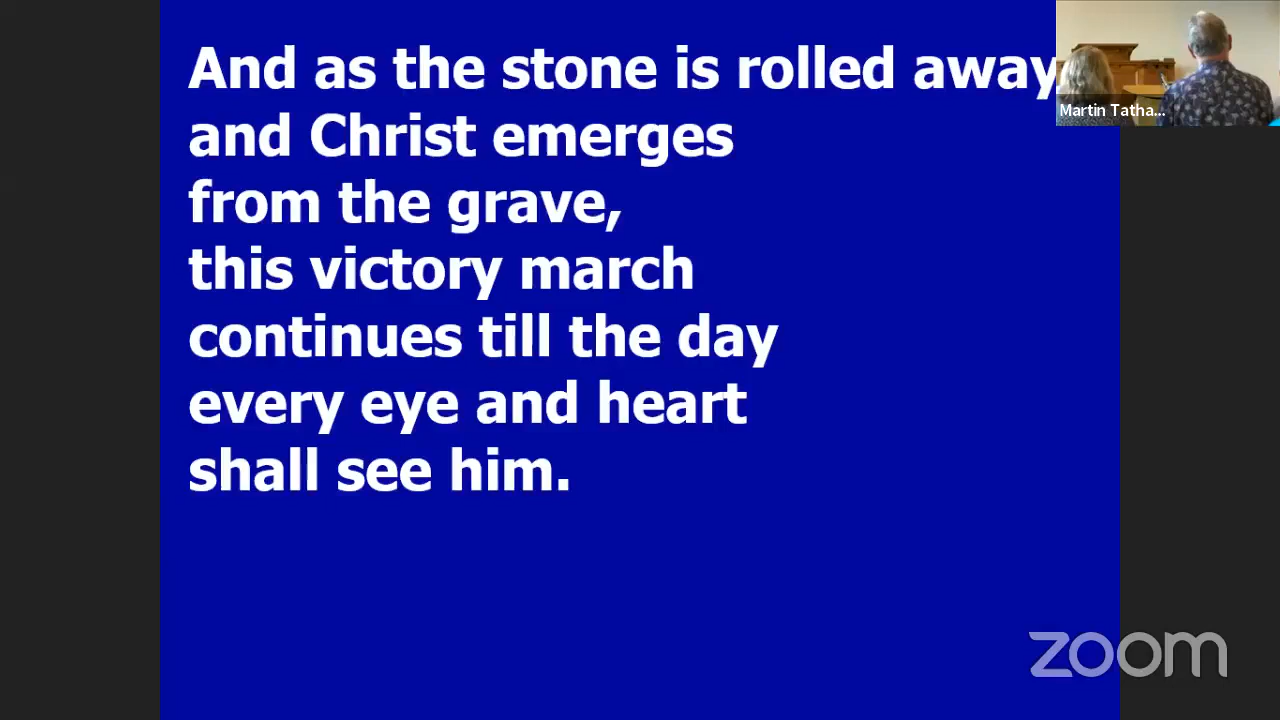 And as the stone is rolled away
and Christ emerges
from the grave,
this victory march
continues till the day
every eye and heart
shall see him.
Martin Tatha...
zoom